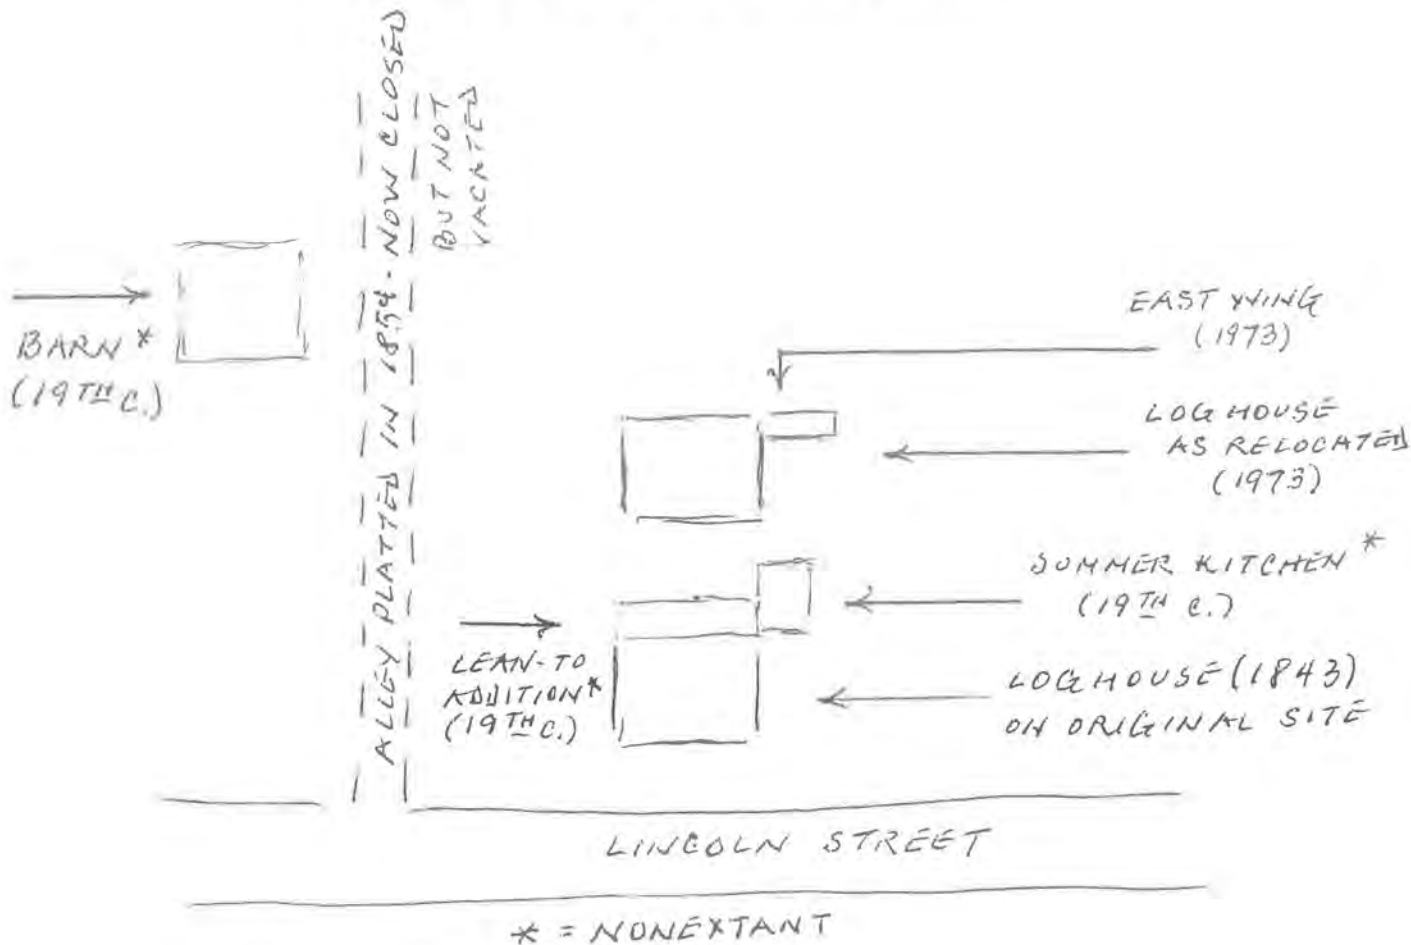 ALLEY PLATTED IN 1854 - NOW CLOSED
BUT NOT
VACATED
BARN *
(19TH C.)
EAST WING
(1973)
LOG HOUSE
AS RELOCATED
(1973)
SUMMER KITCHEN *
(19TH C.)
LEAN-TO
ADDITION*
(19TH C.)
LOG HOUSE (1843)
ON ORIGINAL SITE
LINCOLN STREET
* = NONEXTANT